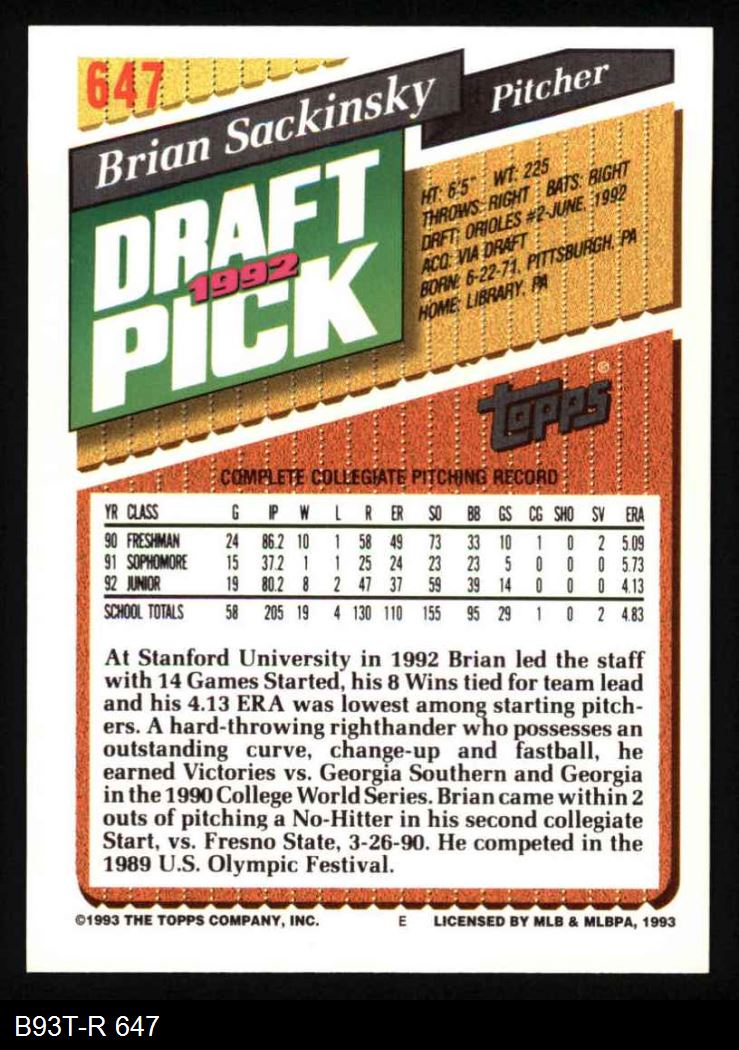 647
Brian Sackinsky
Pitcher
DRAFT
1992
PICK
HT: 6'5" WT: 225
THROWS: RIGHT BATS: RIGHT
DRFT: ORIOLES #2-JUNE, 1992
ACQ: VIA DRAFT
BORN: 6-22-71, PITTSBURGH, PA
HOME: LIBRARY, PA
topps®
COMPLETE COLLEGIATE PITCHING RECORD
YR CLASS G IP W L R ER SO BB GS CG SHO SV ERA
90 FRESHMAN 24 86.2 10 1 58 49 73 33 10 1 0 2 5.09
91 SOPHOMORE 15 37.2 1 1 25 24 23 23 5 0 0 0 5.73
92 JUNIOR 19 80.2 8 2 47 37 59 39 14 0 0 0 4.13
SCHOOL TOTALS 58 205 19 4 130 110 155 95 29 1 0 2 4.83
At Stanford University in 1992 Brian led the staff
with 14 Games Started, his 8 Wins tied for team lead
and his 4.13 ERA was lowest among starting pitch-
ers. A hard-throwing righthander who possesses an
outstanding curve, change-up and fastball, he
earned Victories vs. Georgia Southern and Georgia
in the 1990 College World Series. Brian came within 2
outs of pitching a No-Hitter in his second collegiate
Start, vs. Fresno State, 3-26-90. He competed in the
1989 U.S. Olympic Festival.
©1993 THE TOPPS COMPANY, INC. E LICENSED BY MLB & MLBPA, 1993
B93T-R 647